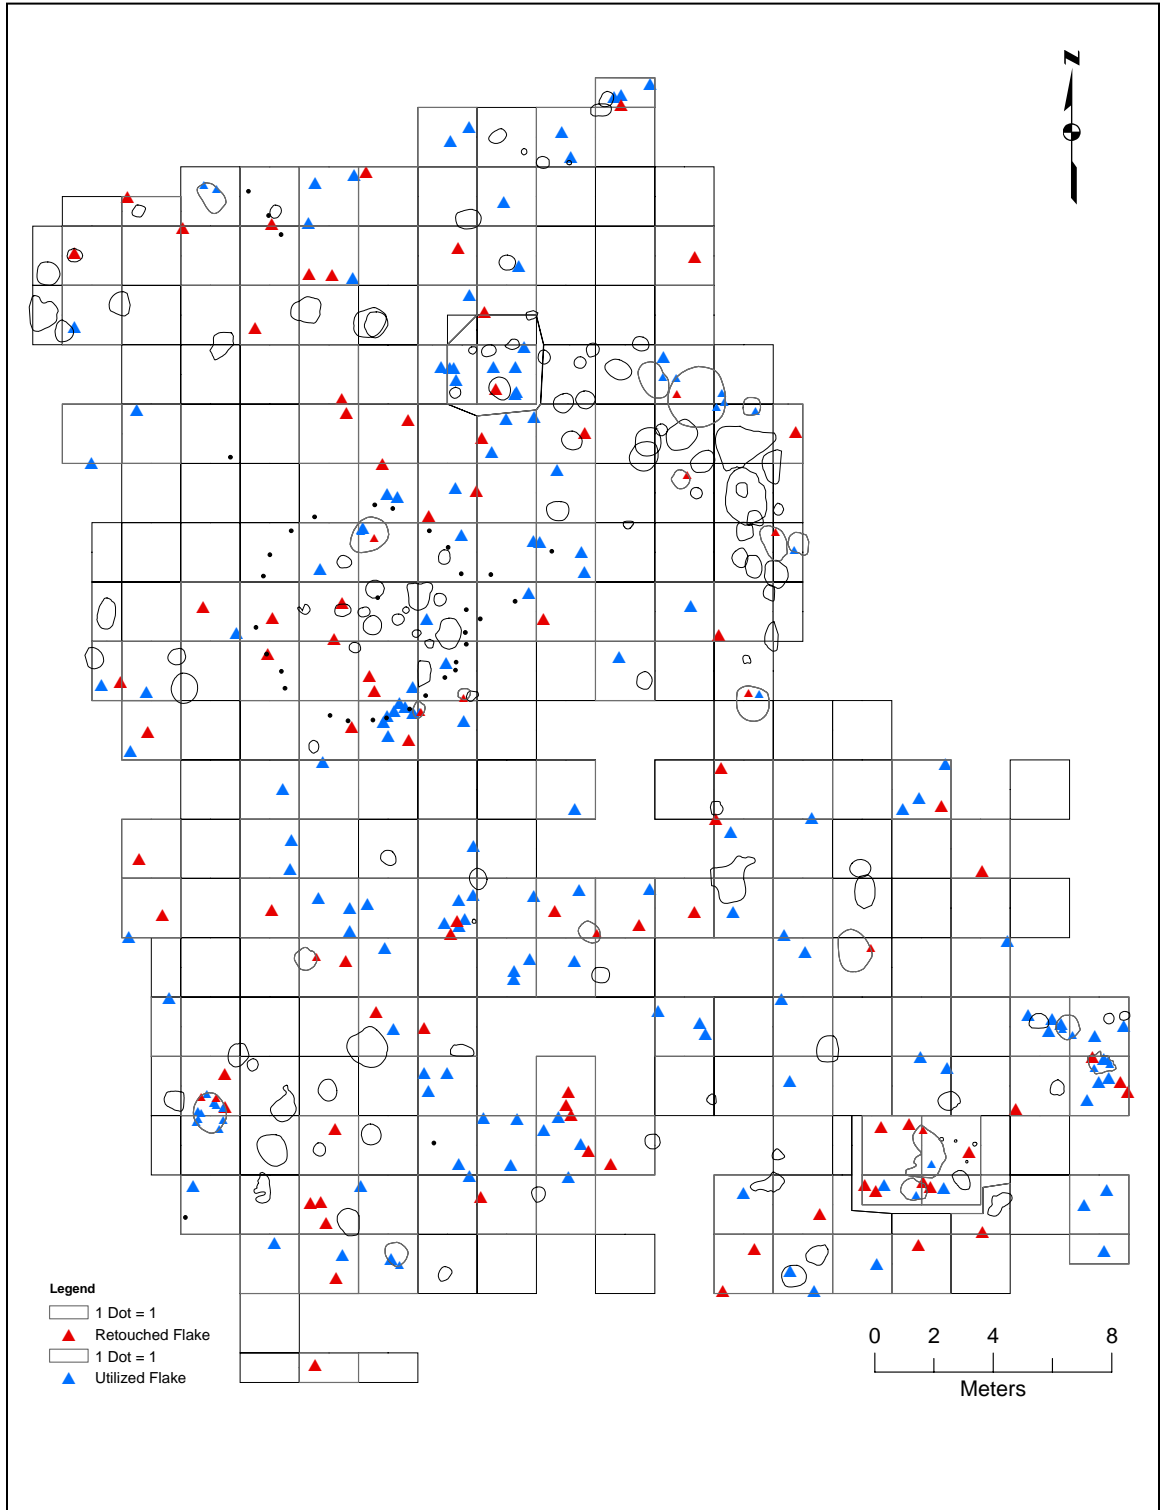 N
Legend
1 Dot = 1
Retouched Flake
1 Dot = 1
Utilized Flake
0 2 4 8
Meters